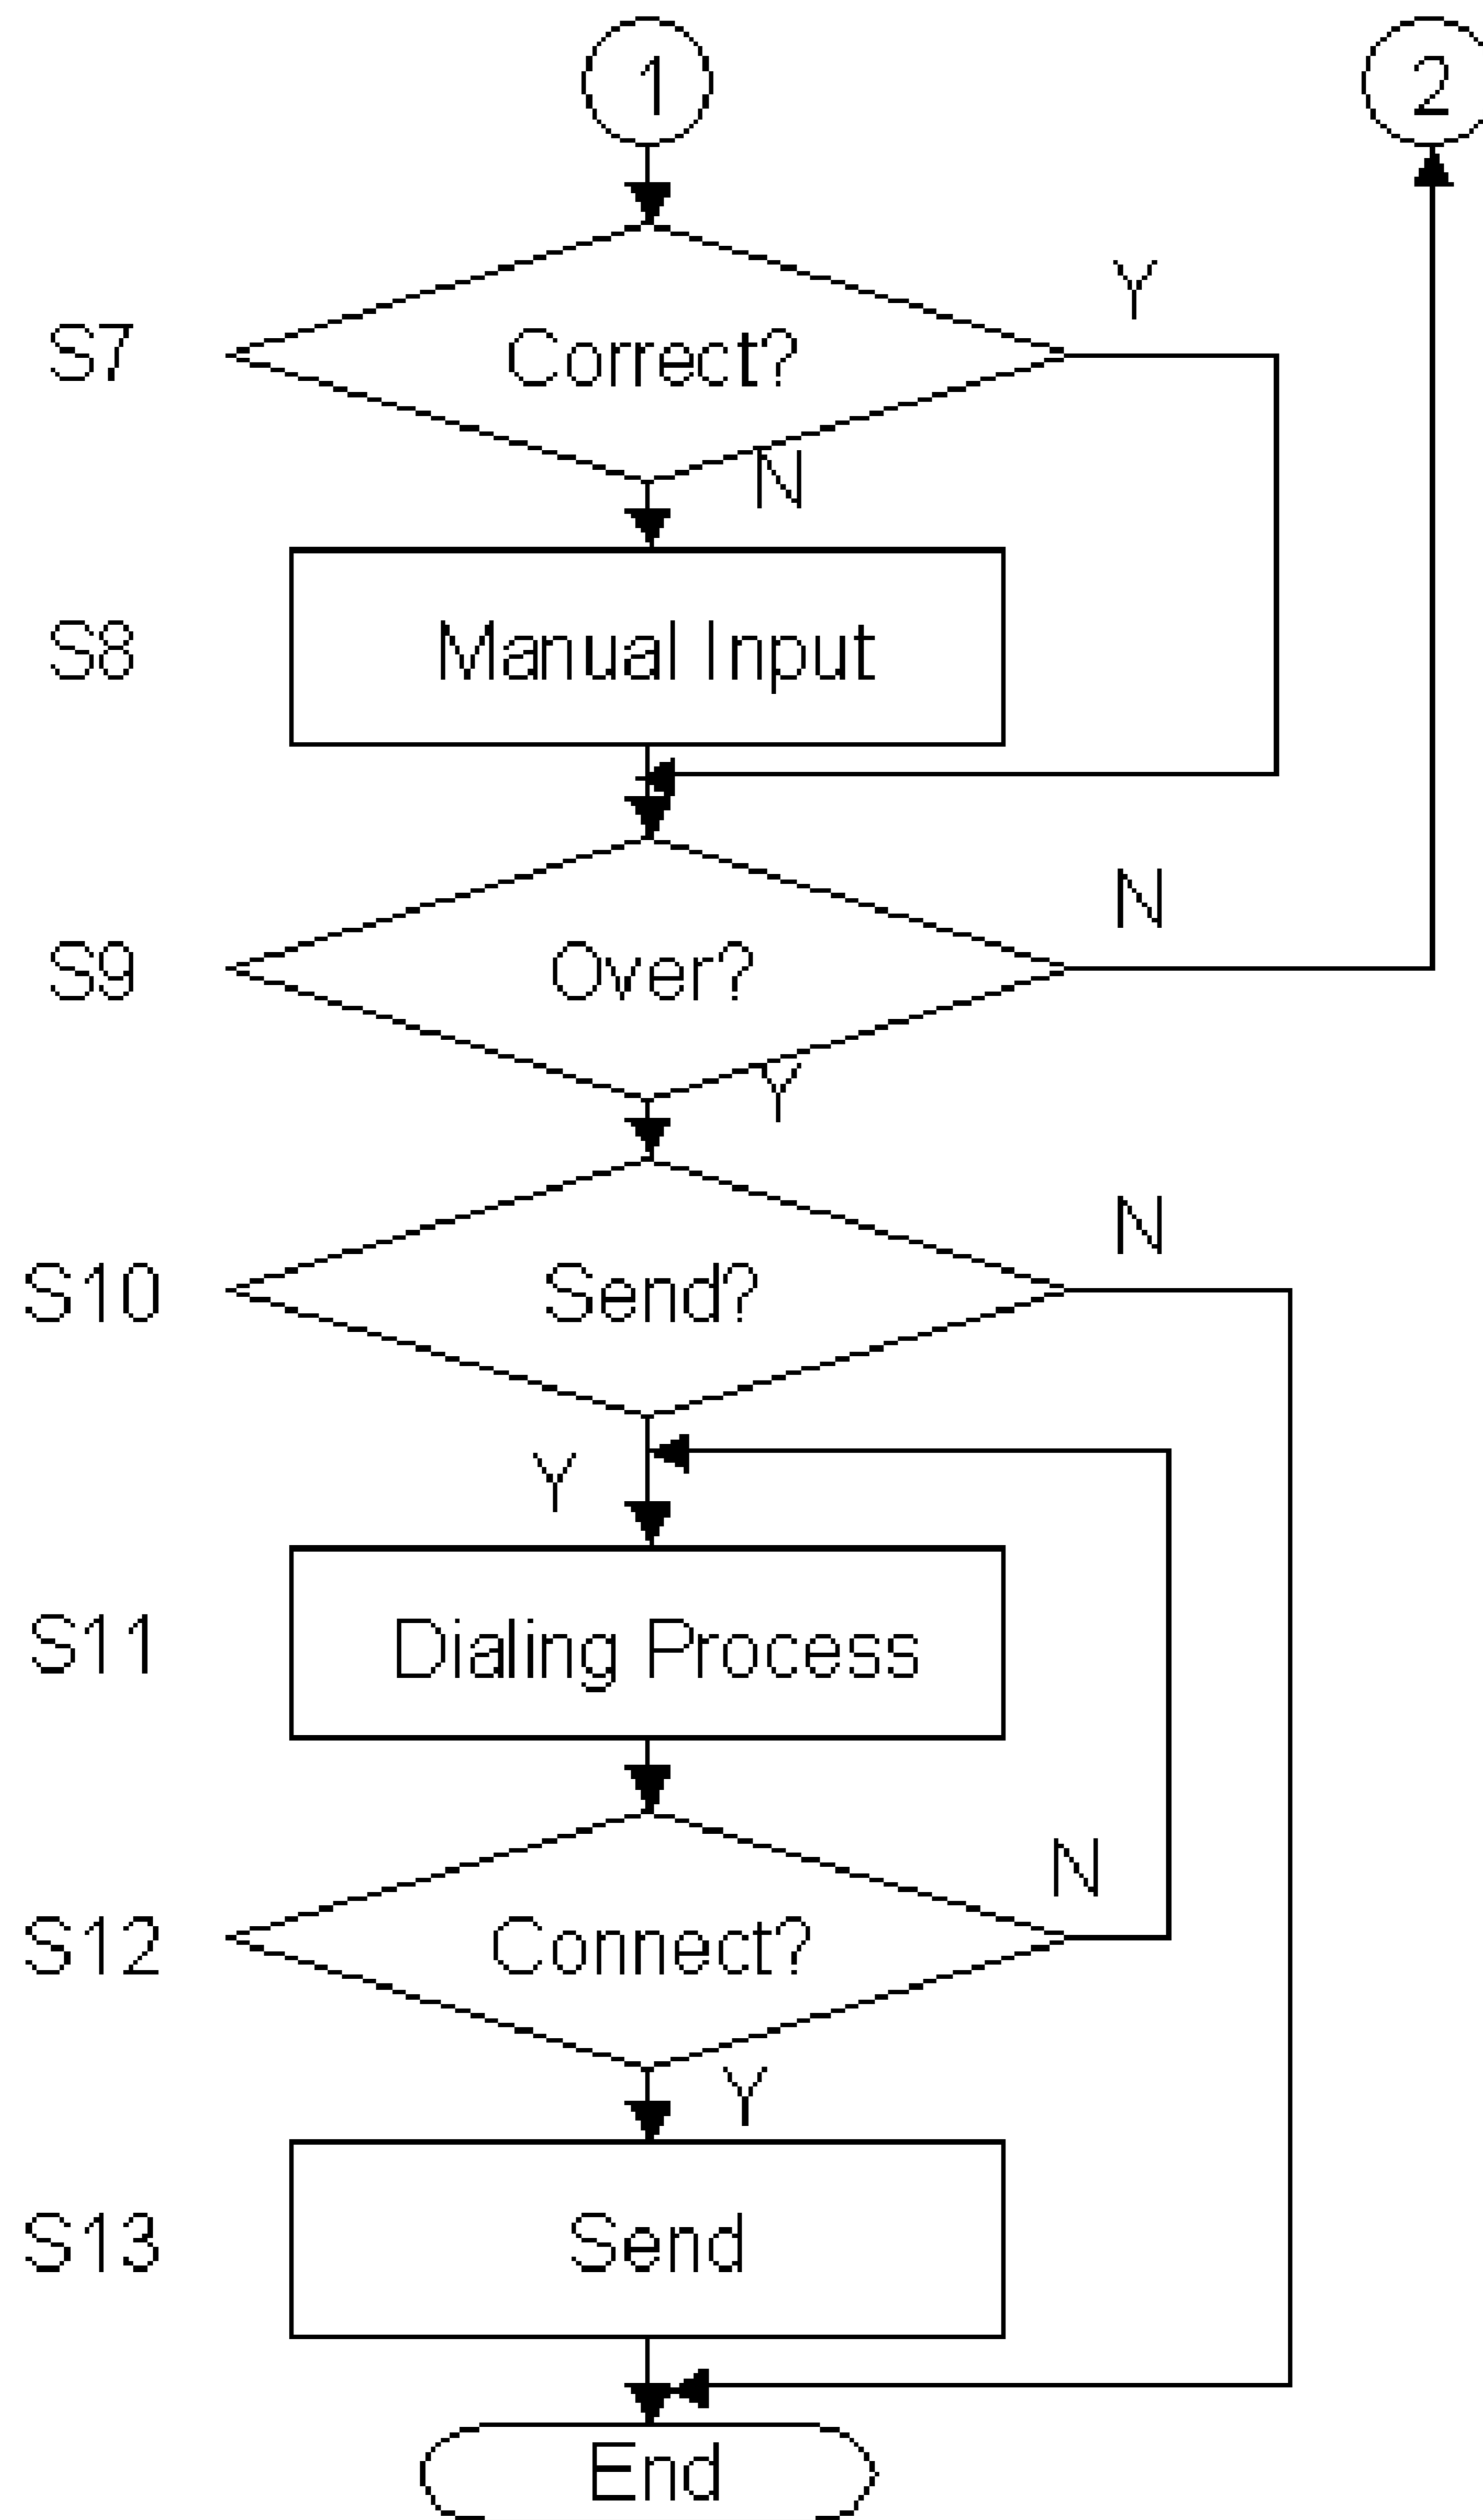 1 2
Y
S7 Correct?
N
S8 Manual Input
N
S9 Over?
Y
N
S10 Send?
Y
S11 Dialing Process
N
S12 Connect?
Y
S13 Send
End